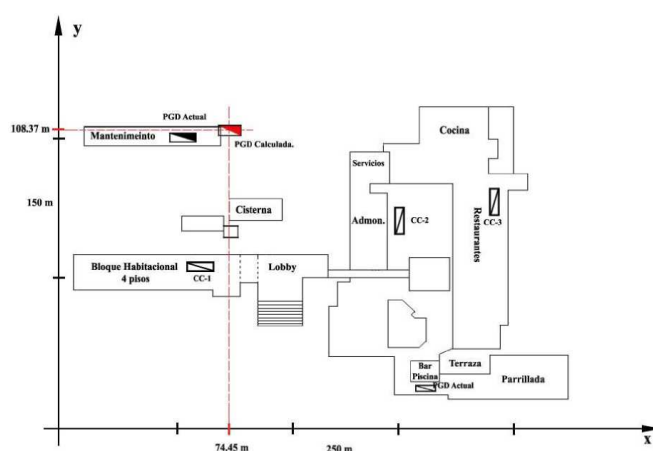 y
PGD Actual
108.37 m
Mantenimeinto
PGD Calculada.
Cocina
Servicios
150 m
Cisterna
Admon.
CC-2
Restaurantes
CC-3
Bloque Habitacional
4 pisos
CC-1
Lobby
Bar
Piscina
Terraza
PGD Actual
Parrillada
x
74.45 m
250 m